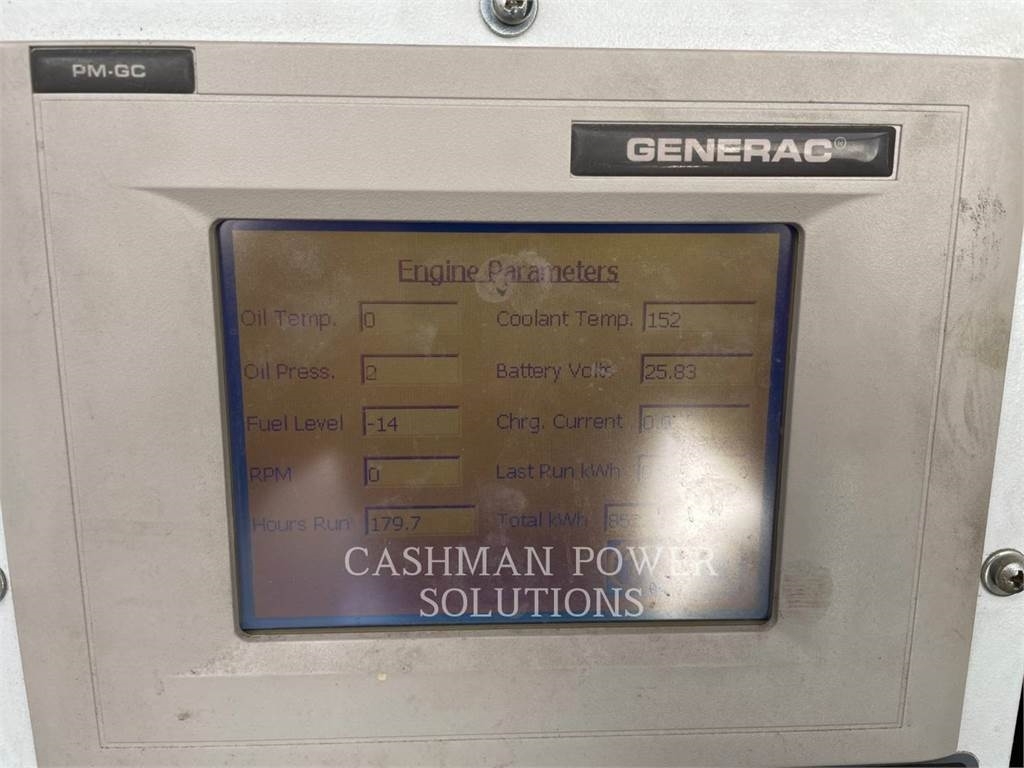 PM-GC
GENERAC®
Engine Parameters
Oil Temp. 0 Coolant Temp. 152
Oil Press. 2 Battery Volts 25.83
Fuel Level -14 Chrg. Current
RPM 0 Last Run kWh
Hours Run 179.7 Total kWh
CASHMAN POWER
SOLUTIONS